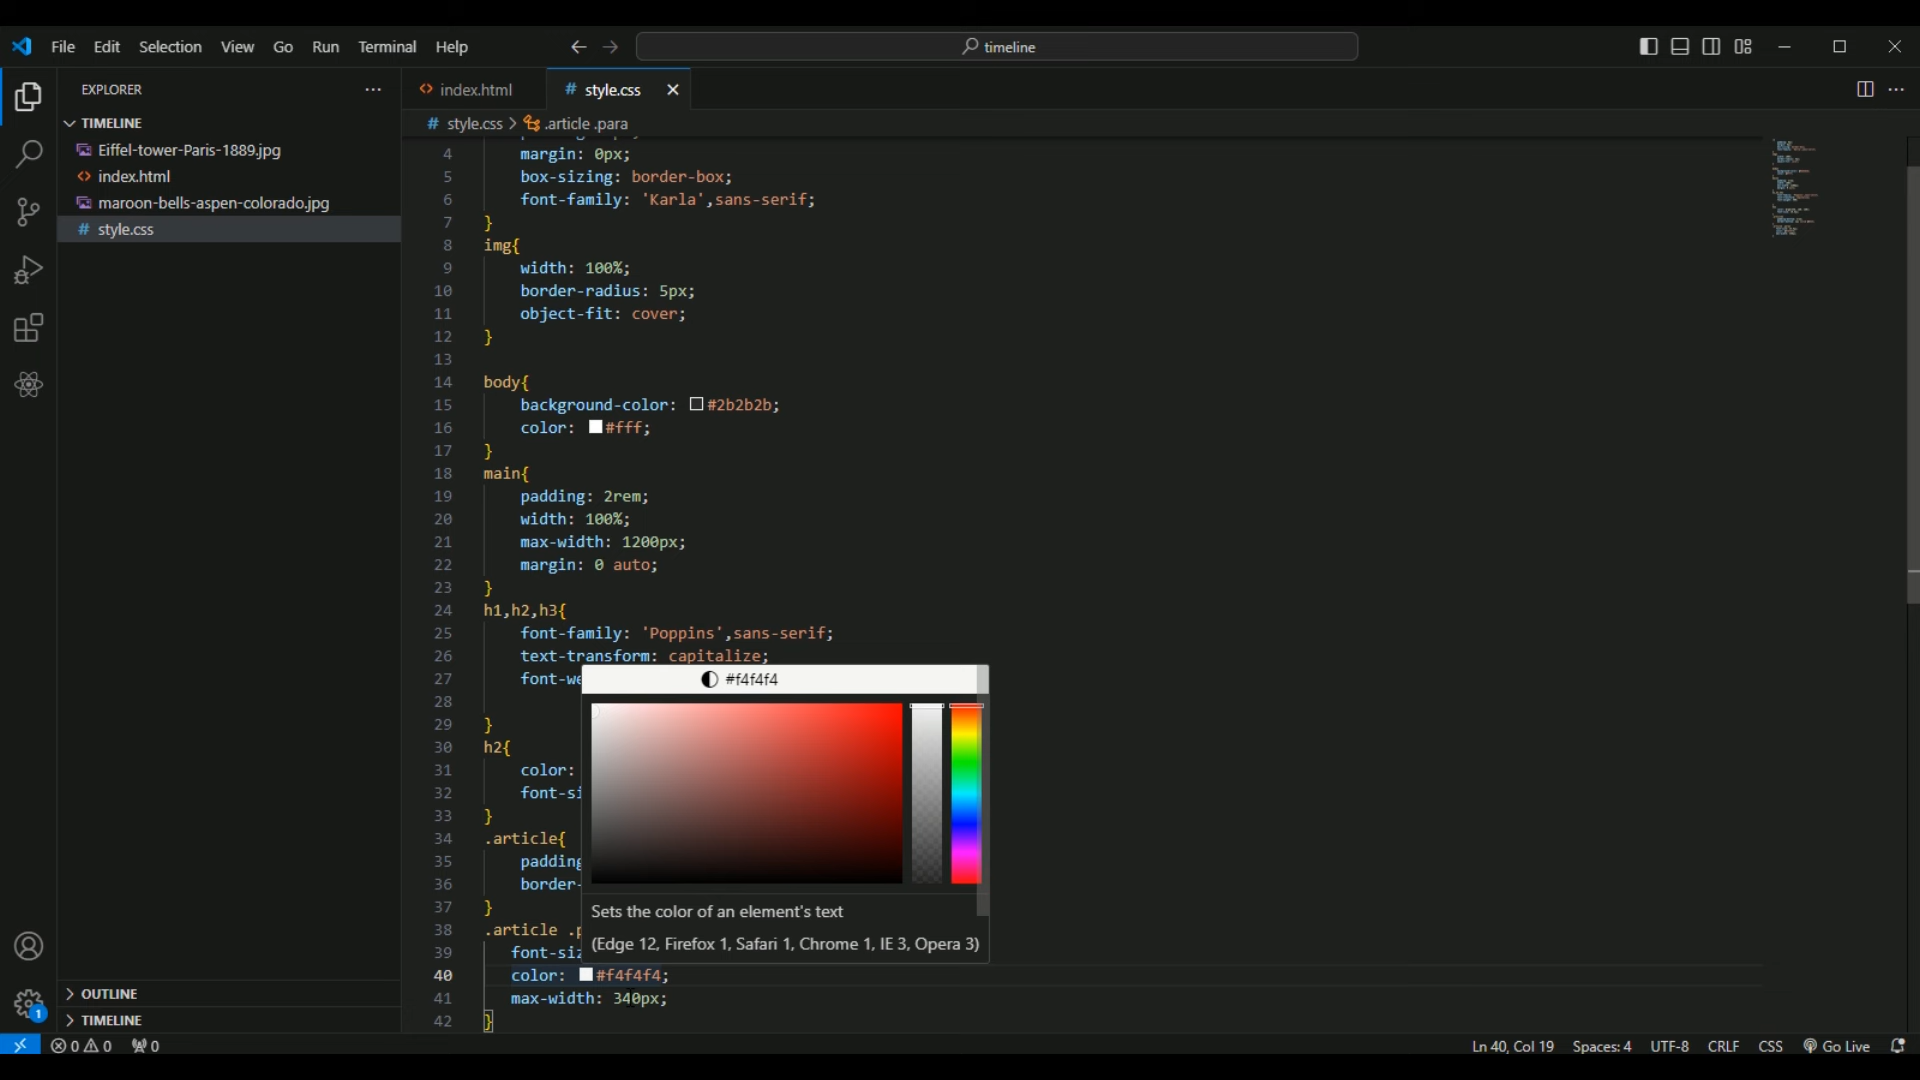 File Edit Selection View Go Run Terminal Help
timeline
EXPLORER
TIMELINE
Eiffel-tower-Paris-1889.jpg
index.html
maroon-bells-aspen-colorado.jpg
style.css
OUTLINE
TIMELINE
index.html
# style.css
# style.css > .article .para
4 margin: 0px;
5 box-sizing: border-box;
6 font-family: 'Karla',sans-serif;
7 }
8 img{
9 width: 100%;
10 border-radius: 5px;
11 object-fit: cover;
12 }
13
14 body{
15 background-color: #2b2b2b;
16 color: #fff;
17 }
18 main{
19 padding: 2rem;
20 width: 100%;
21 max-width: 1200px;
22 margin: 0 auto;
23 }
24 h1,h2,h3{
25 font-family: 'Poppins',sans-serif;
26 text-transform: capitalize;
27 font-we
28
29 }
30 h2{
31 color:
32 font-si
33 }
34 .article{
35 padding
36 border-
37 }
38 .article .p
39 font-siz
40 color: #f4f4f4;
41 max-width: 340px;
42 }
#f4f4f4
Sets the color of an element's text
(Edge 12, Firefox 1, Safari 1, Chrome 1, IE 3, Opera 3)
1
0 0 0
Ln 40, Col 19 Spaces: 4 UTF-8 CRLF CSS Go Live